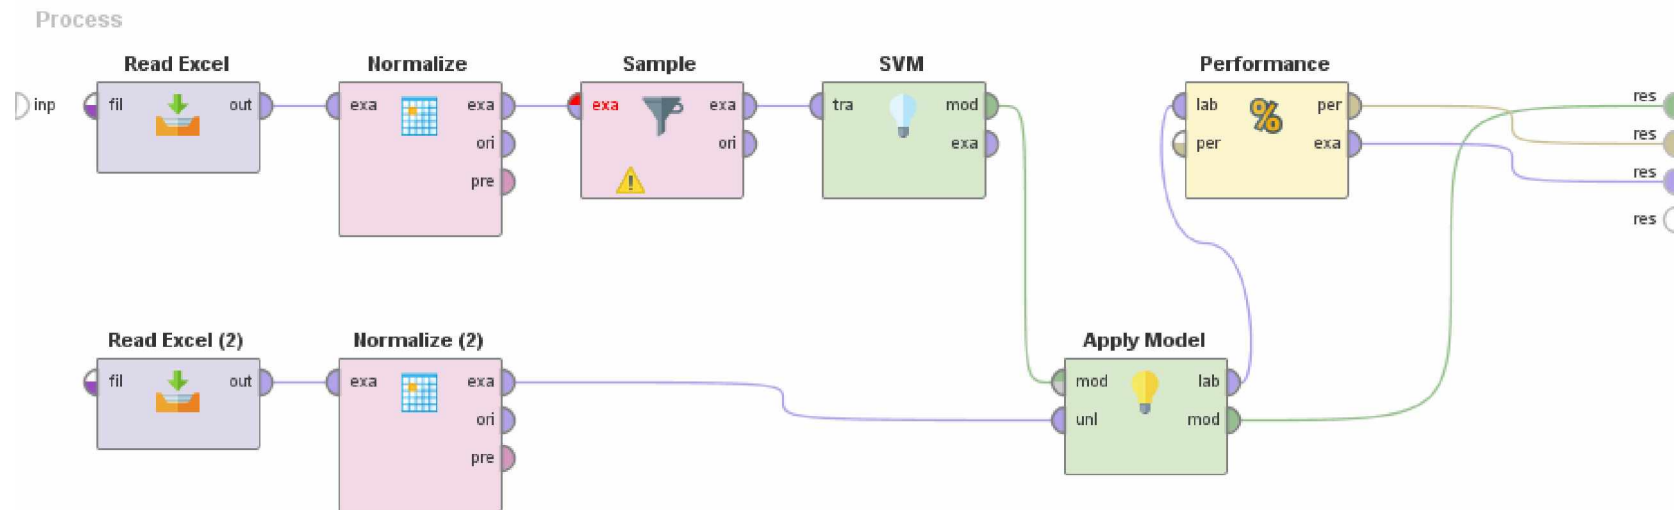 Process
Read Excel
Normalize
Sample
SVM
Performance
inp
fil out
exa exa
ori
pre
exa exa
ori
tra mod
exa
lab per
per exa
res
res
res
res
Read Excel (2)
Normalize (2)
Apply Model
fil out
exa exa
ori
pre
mod lab
unl mod